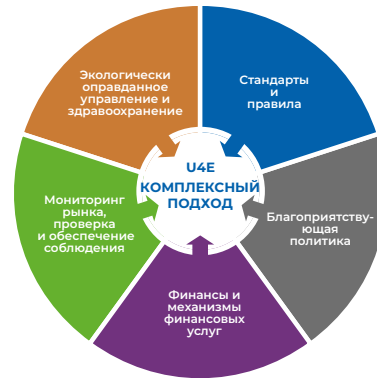 Экологически
оправданное
управление и
здравоохранение
Стандарты
и
правила
U4E
КОМПЛЕКСНЫЙ
ПОДХОД
Мониторинг
рынка,
проверка
и обеспечение
соблюдения
Благоприятству-
ющая
политика
Финансы и
механизмы
финансовых
услуг